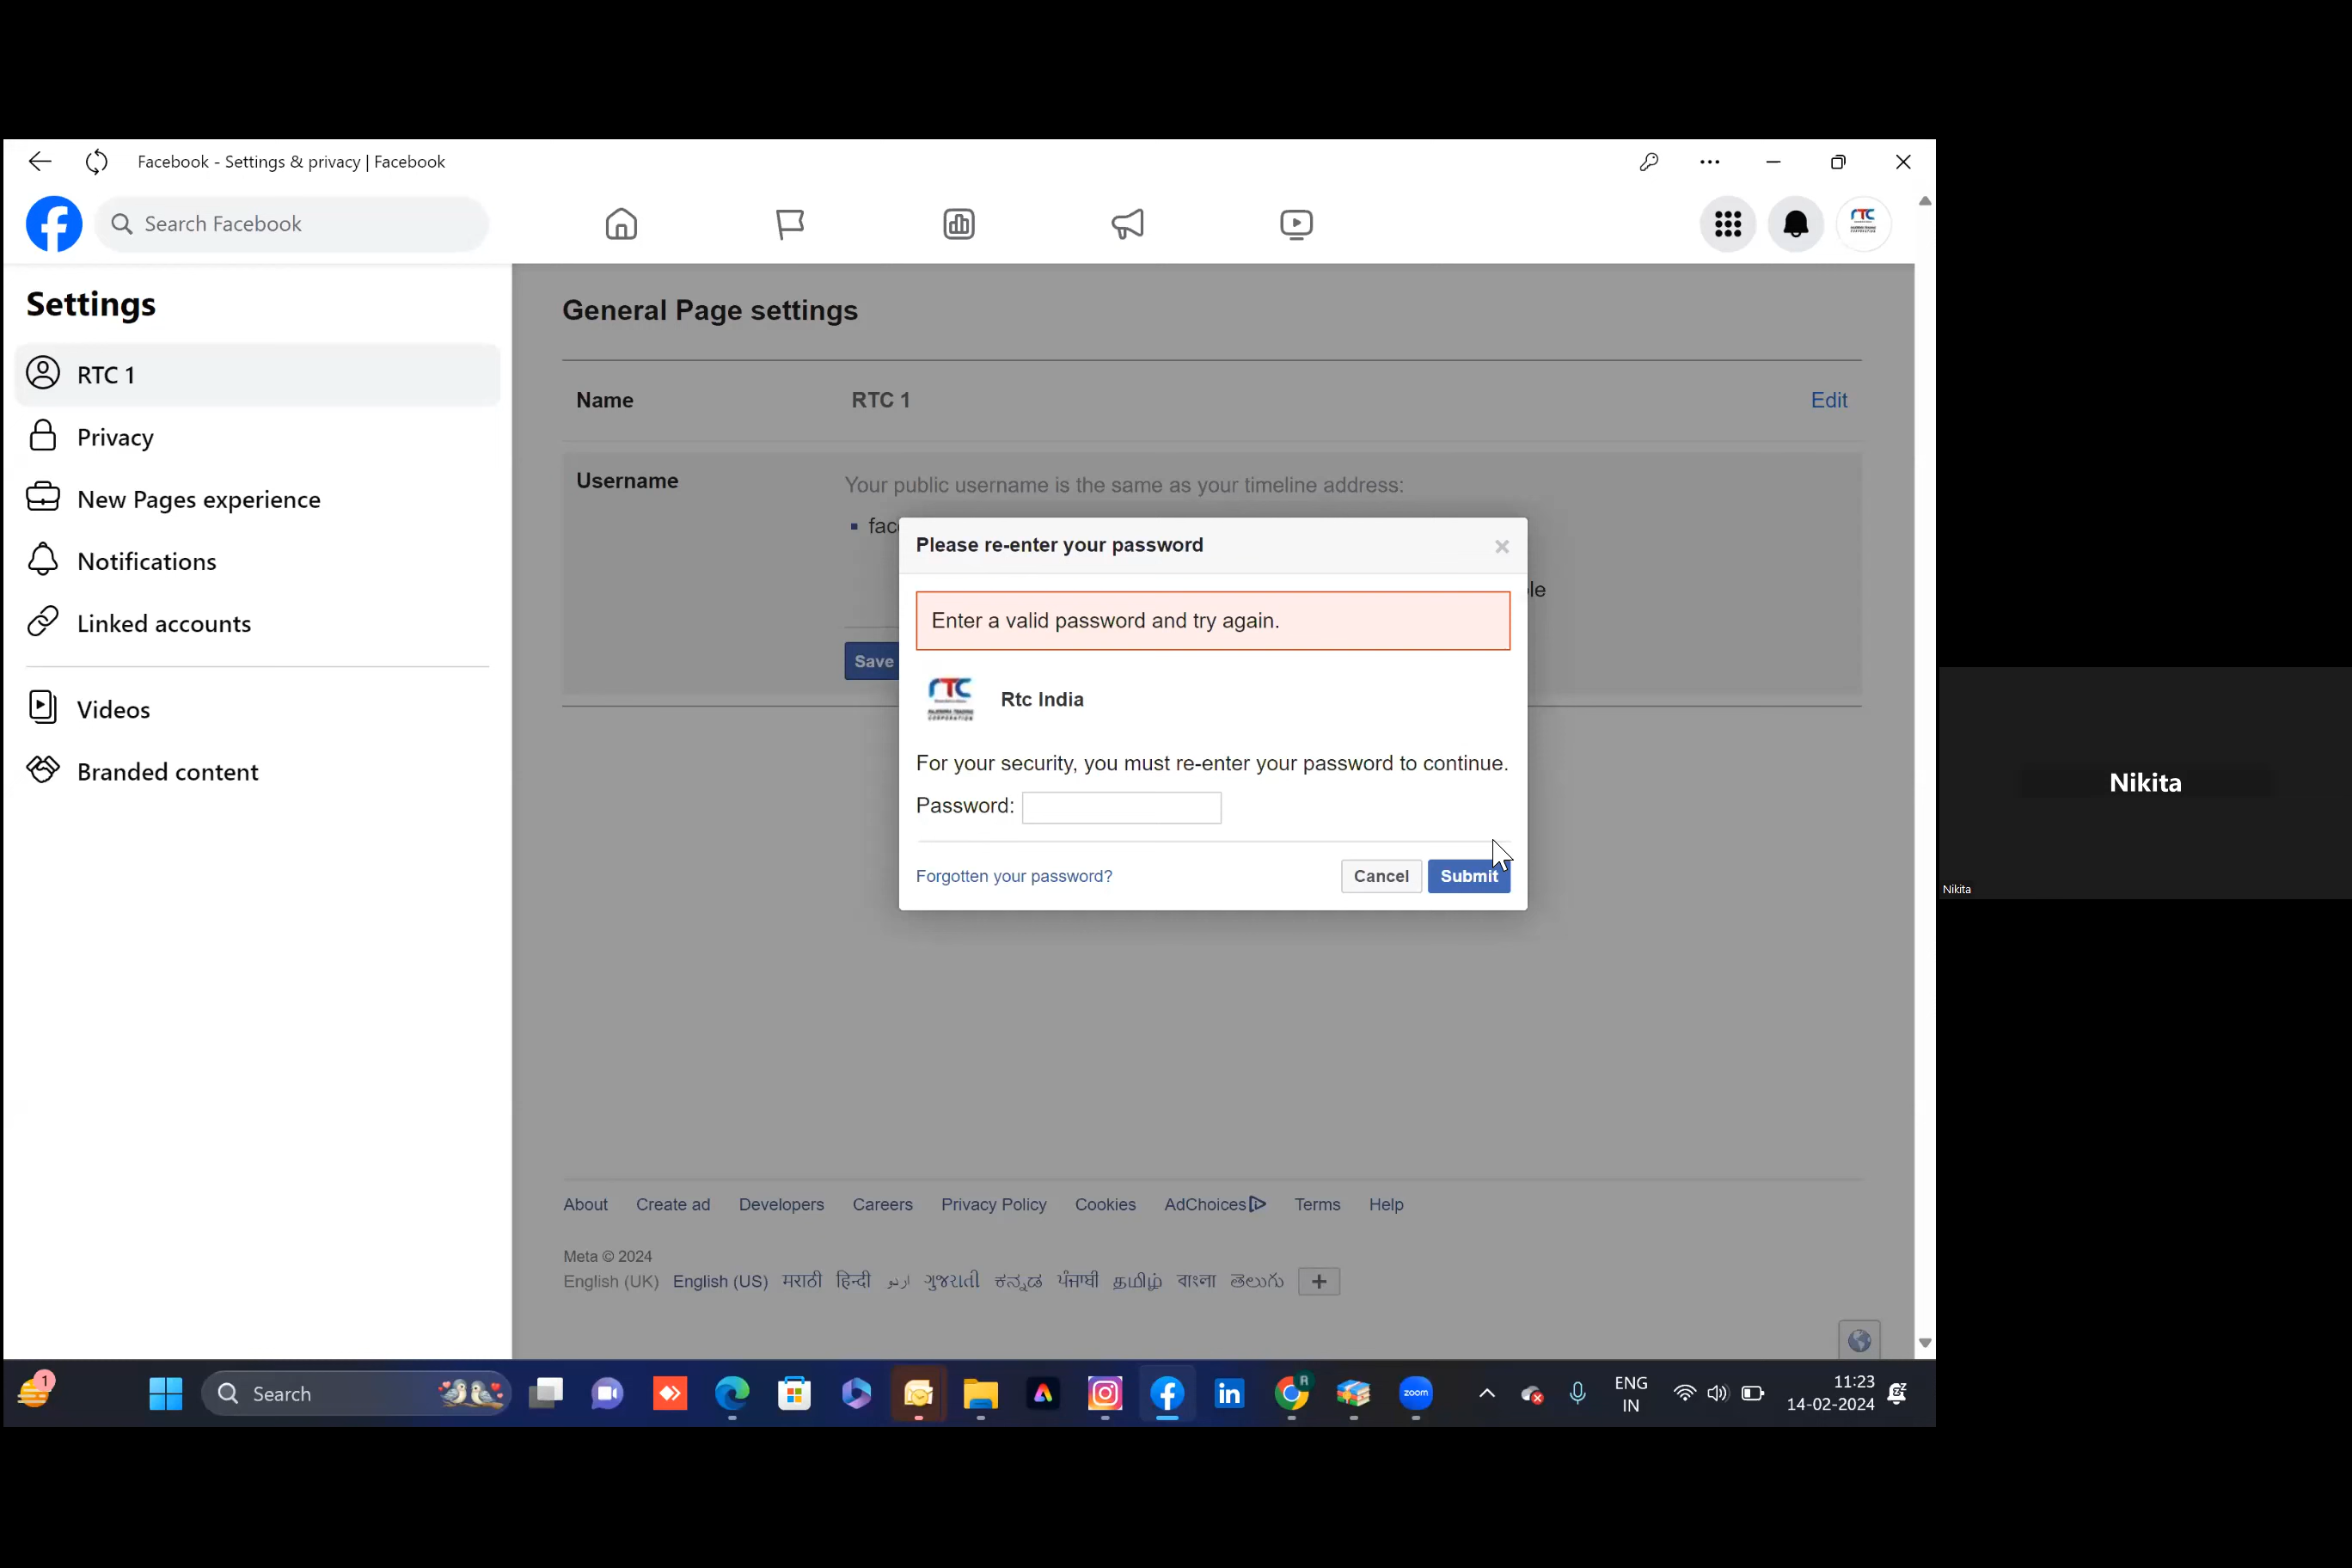 Facebook - Settings & privacy | Facebook
Search Facebook
Settings
RTC 1
Privacy
New Pages experience
Notifications
Linked accounts
Videos
Branded content
General Page settings
Name RTC 1 Edit
Username Your public username is the same as your timeline address:
fac
le
Save
Please re-enter your password
Enter a valid password and try again.
rTC
Rtc India
For your security, you must re-enter your password to continue.
Password:
Forgotten your password? Cancel Submit
About Create ad Developers Careers Privacy Policy Cookies AdChoices Terms Help
Meta © 2024
English (UK) English (US) मराठी हिन्दी اردو ગુજરાતી ಕನ್ನಡ ਪੰਜਾਬੀ தமிழ் বাংলা తెలుగు +
Nikita
Nikita
1
Search
zoom
ENG
IN
11:23
14-02-2024